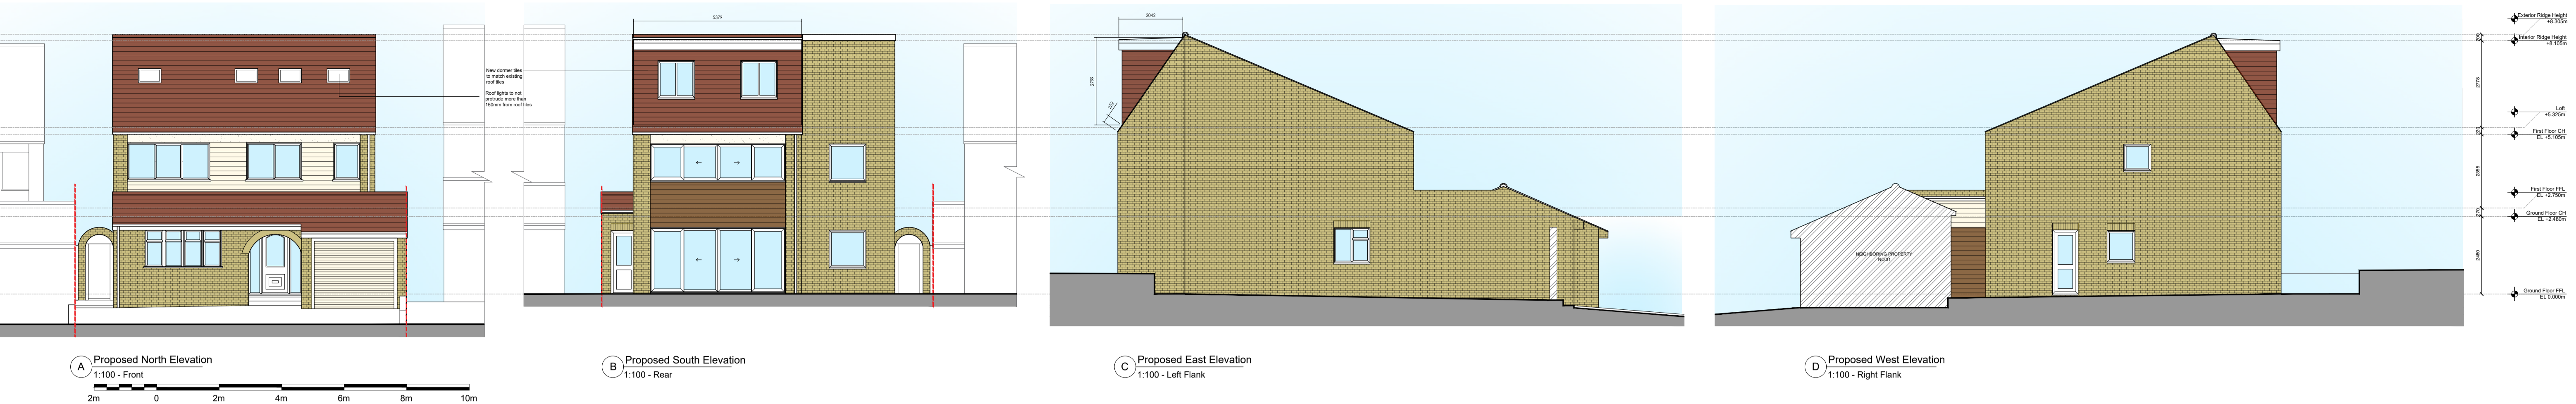 New dormer tiles
to match existing
roof tiles
Roof lights to not
protrude more than
150mm from roof tiles
A
Proposed North Elevation
1:100 - Front
2m 0 2m 4m 6m 8m 10m
5379
B
Proposed South Elevation
1:100 - Rear
2042
C
Proposed East Elevation
1:100 - Left Flank
NEIGHBORING PROPERTY
D
Proposed West Elevation
1:100 - Right Flank
Exterior Ridge Height
+8.305m
Interior Ridge Height
+8.105m
2778
Loft
+5.325m
First Floor CH
EL +5.105m
First Floor FFL
EL +2.750m
270
Ground Floor CH
EL +2.480m
2480
Ground Floor FFL
EL 0.000m